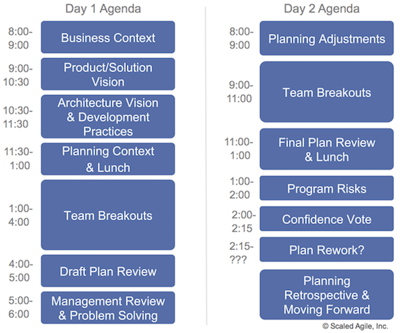 Day 1 Agenda
8:00-
9:00
Business Context
9:00-
10:30
Product/Solution
Vision
10:30-
11:30
Architecture Vision
& Development
Practices
11:30-
1:00
Planning Context
& Lunch
1:00-
4:00
Team Breakouts
4:00-
5:00
Draft Plan Review
5:00-
6:00
Management Review
& Problem Solving
Day 2 Agenda
8:00-
9:00
Planning Adjustments
9:00-
11:00
Team Breakouts
11:00-
1:00
Final Plan Review
& Lunch
1:00-
2:00
Program Risks
2:00-
2:15
Confidence Vote
2:15-
???
Plan Rework?
Planning
Retrospective &
Moving Forward
© Scaled Agile, Inc.